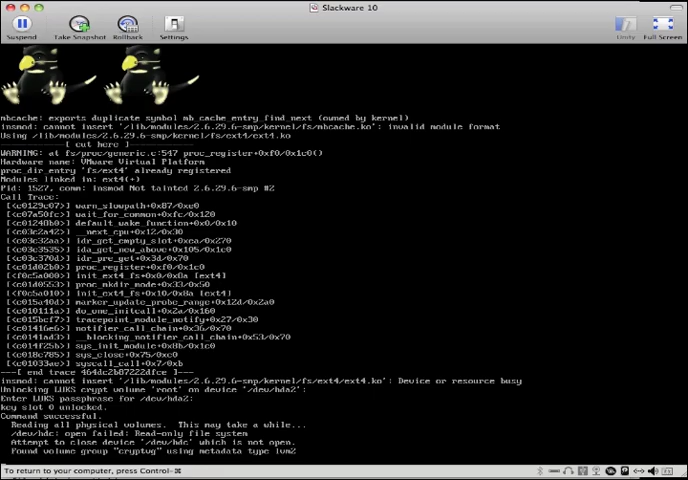 Slackware 10
Suspend
Take Snapshot
Rollback
Settings
Unity
Full Screen
mbcache: exports duplicate symbol mb_cache_entry_find_next (owned by kernel)
insmod: cannot insert '/lib/modules/2.6.29.6-smp/kernel/fs/mbcache.ko': invalid module format
Using /lib/modules/2.6.29.6-smp/kernel/fs/ext4/ext4.ko
------------[ cut here ]------------
WARNING: at fs/proc/generic.c:547 proc_register+0xf0/0x1c0()
Hardware name: VMware Virtual Platform
proc_dir_entry 'fs/ext4' already registered
Modules linked in: ext4(+)
Pid: 1527, comm: insmod Not tainted 2.6.29.6-smp #2
Call Trace:
[<c0129c07>] warn_slowpath+0x87/0xe0
[<c07a50fc>] wait_for_common+0xfc/0x120
[<c01248b0>] default_wake_function+0x0/0x10
[<c03c2a42>] __next_cpu+0x12/0x30
[<c03c32aa>] idr_get_empty_slot+0xea/0x270
[<c03c3535>] ida_get_new_above+0x105/0x1c0
[<c03c370d>] idr_pre_get+0x3d/0x70
[<c01d02b0>] proc_register+0xf0/0x1c0
[<f0c5a000>] init_ext4_fs+0x0/0x8a [ext4]
[<c01d0553>] proc_mkdir_mode+0x33/0x50
[<f0c5a010>] init_ext4_fs+0x10/0x8a [ext4]
[<c015a40d>] marker_update_probe_range+0x12d/0x2a0
[<c010111a>] do_one_initcall+0x2a/0x160
[<c015bcf7>] tracepoint_module_notify+0x27/0x30
[<c01416e6>] notifier_call_chain+0x36/0x70
[<c0141ad3>] __blocking_notifier_call_chain+0x53/0x70
[<c014f25b>] sys_init_module+0x8b/0x1c0
[<c018c785>] sys_close+0x75/0xc0
[<c01033ae>] syscall_call+0x7/0xb
---[ end trace 464dc2b87222dfce ]---
insmod: cannot insert '/lib/modules/2.6.29.6-smp/kernel/fs/ext4/ext4.ko': Device or resource busy
Unlocking LUKS crypt volume 'root' on device '/dev/hda2':
Enter LUKS passphrase for /dev/hda2:
key slot 0 unlocked.
Command successful.
Reading all physical volumes. This may take a while...
/dev/hdc: open failed: Read-only file system
Attempt to close device '/dev/hdc' which is not open.
Found volume group "cryptvg" using metadata type lvm2
To return to your computer, press Control-⌘